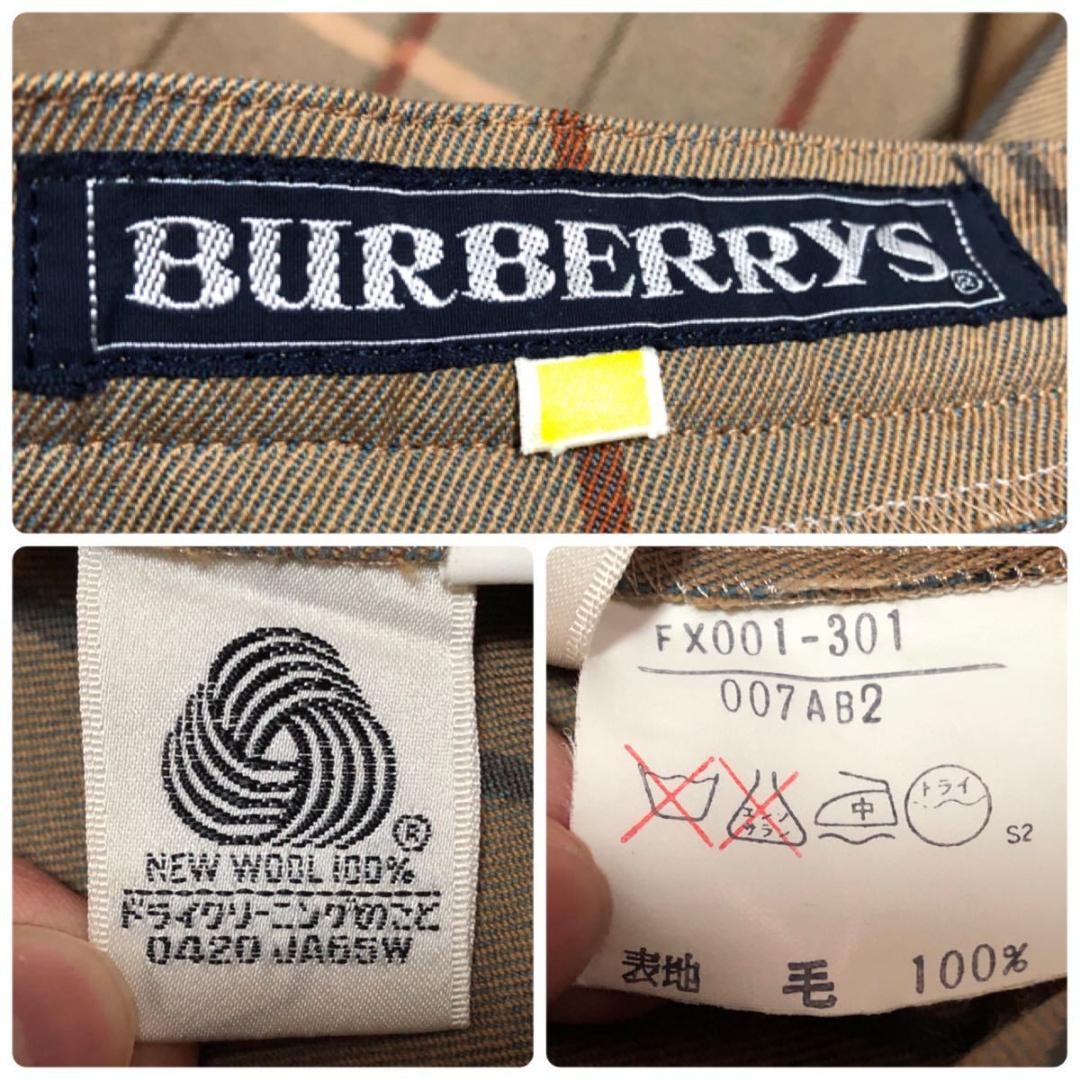 BURBERRYS®
®
NEW WOOL 100%
ドライクリーニングのこと
0420 JA65W
FX001-301
007AB2
エンソ
サラシ
中
ドライ
S2
表地 毛 100%